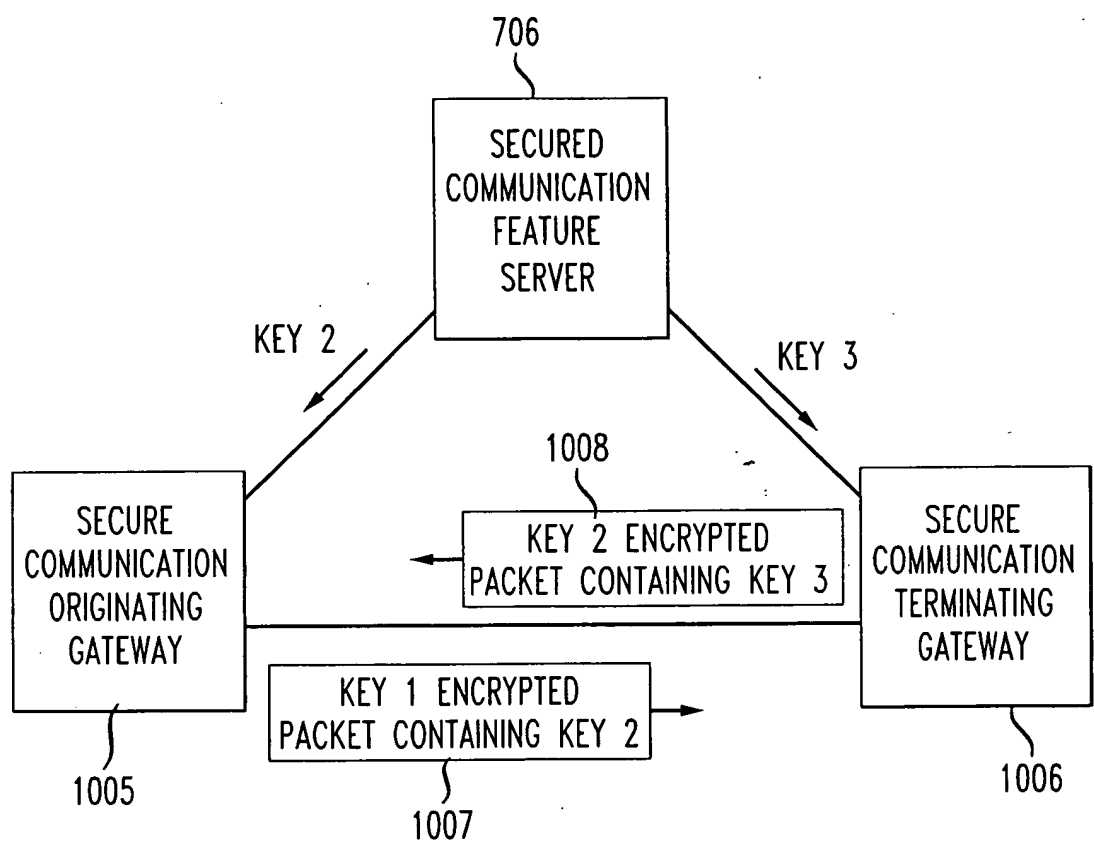 706
SECURED
COMMUNICATION
FEATURE
SERVER
KEY 2
KEY 3
1008
SECURE
COMMUNICATION
ORIGINATING
GATEWAY
KEY 2 ENCRYPTED
PACKET CONTAINING KEY 3
SECURE
COMMUNICATION
TERMINATING
GATEWAY
KEY 1 ENCRYPTED
PACKET CONTAINING KEY 2
1005
1007
1006